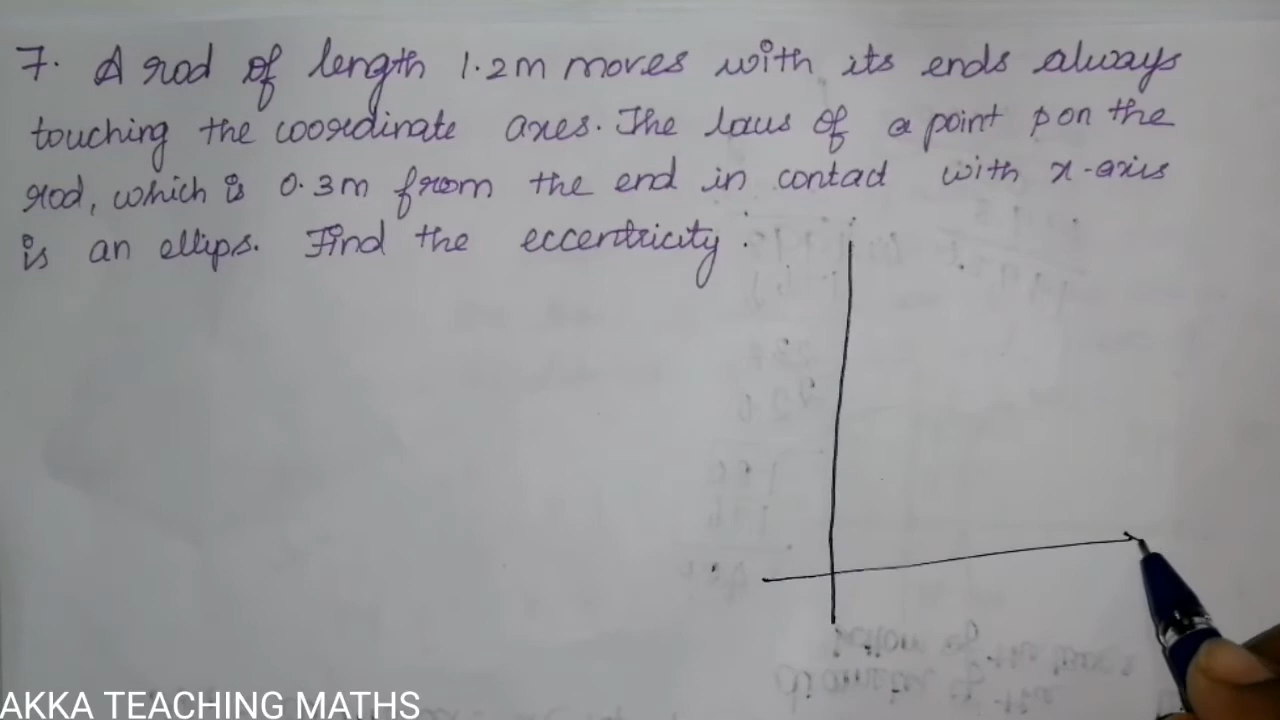 7. A rod of length 1.2m moves with its ends always
touching the coordinate axes. The locus of a point p on the
rod, which is 0.3m from the end in contact with x-axis
is an ellips. Find the eccentricity.
AKKA TEACHING MATHS